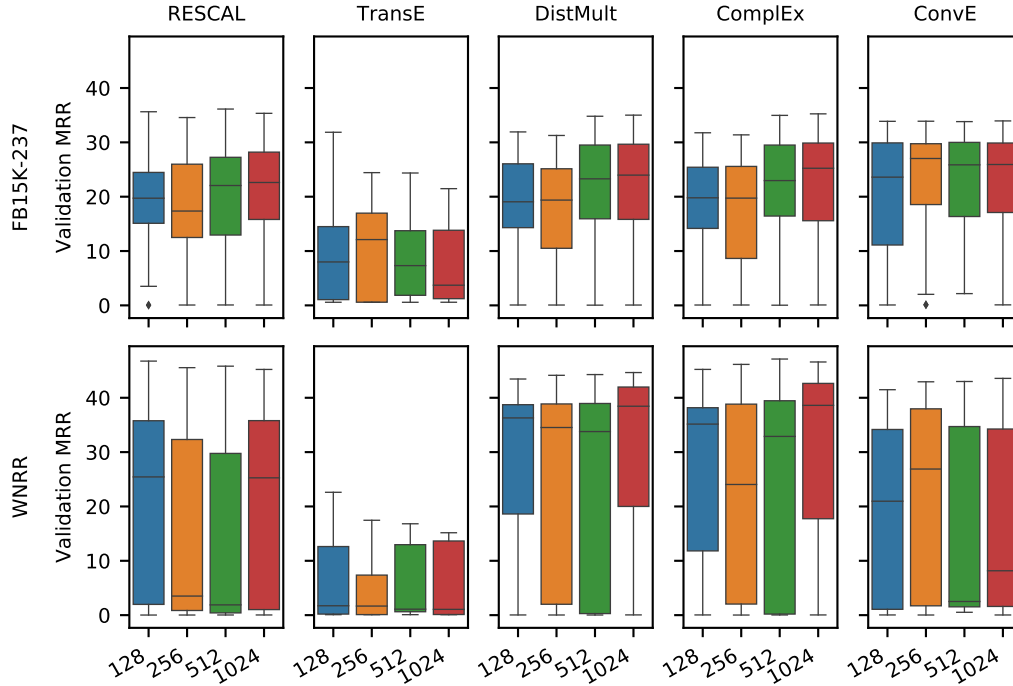 RESCAL TransE DistMult ComplEx ConvE
FB15K-237
Validation MRR
40
30
20
10
0
WNRR
Validation MRR
40
30
20
10
0
128 256 512 1024 128 256 512 1024 128 256 512 1024 128 256 512 1024 128 256 512 1024